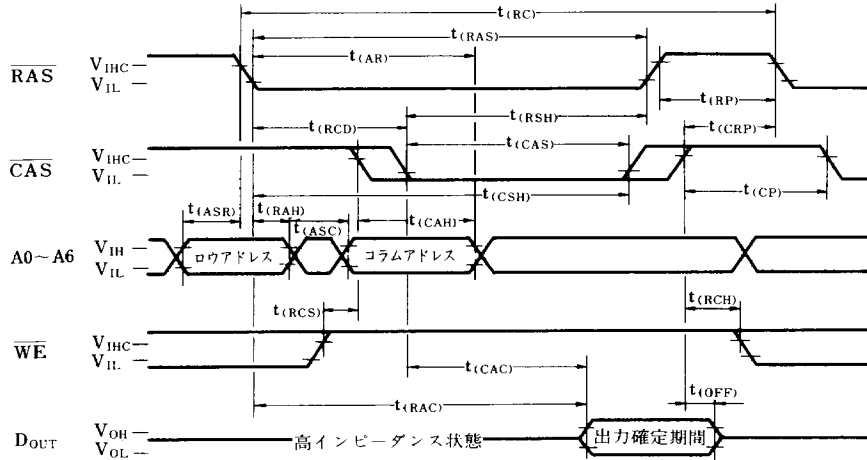 t(RC)
t(RAS)
t(AR)
RAS VIHC VIL
t(RP)
t(RSH)
t(RCD)
t(CRP)
t(CAS)
CAS VIHC VIL
t(CSH)
t(CP)
t(ASR) t(RAH) t(ASC) t(CAH)
A0~A6 VIH VIL ロウアドレス コラムアドレス
t(RCS) t(RCH)
WE VIHC VIL
t(CAC)
t(OFF)
t(RAC)
DOUT VOH VOL 高インピーダンス状態 出力確定期間